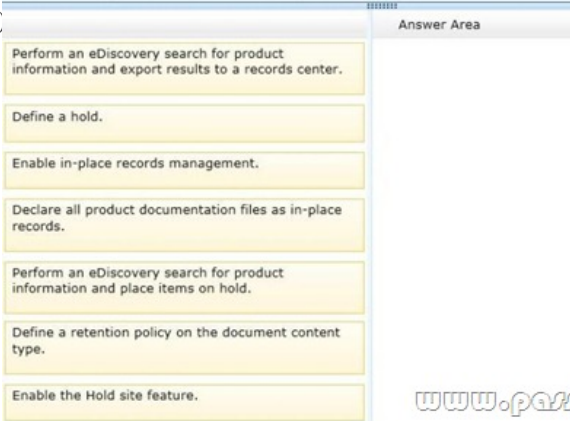 Answer Area
Perform an eDiscovery search for product
information and export results to a records center.
Define a hold.
Enable in-place records management.
Declare all product documentation files as in-place
records.
Perform an eDiscovery search for product
information and place items on hold.
Define a retention policy on the document content
type.
Enable the Hold site feature.